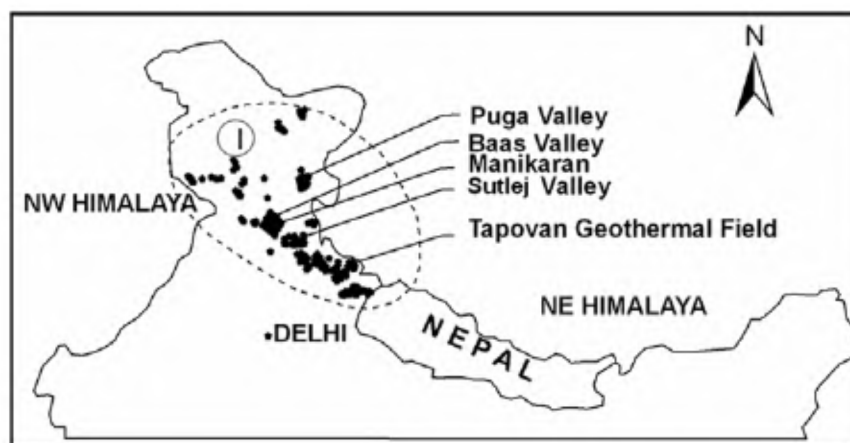 N
I
Puga Valley
Baas Valley
Manikaran
Sutlej Valley
NW HIMALAYA
Tapovan Geothermal Field
NE HIMALAYA
DELHI
NEPAL